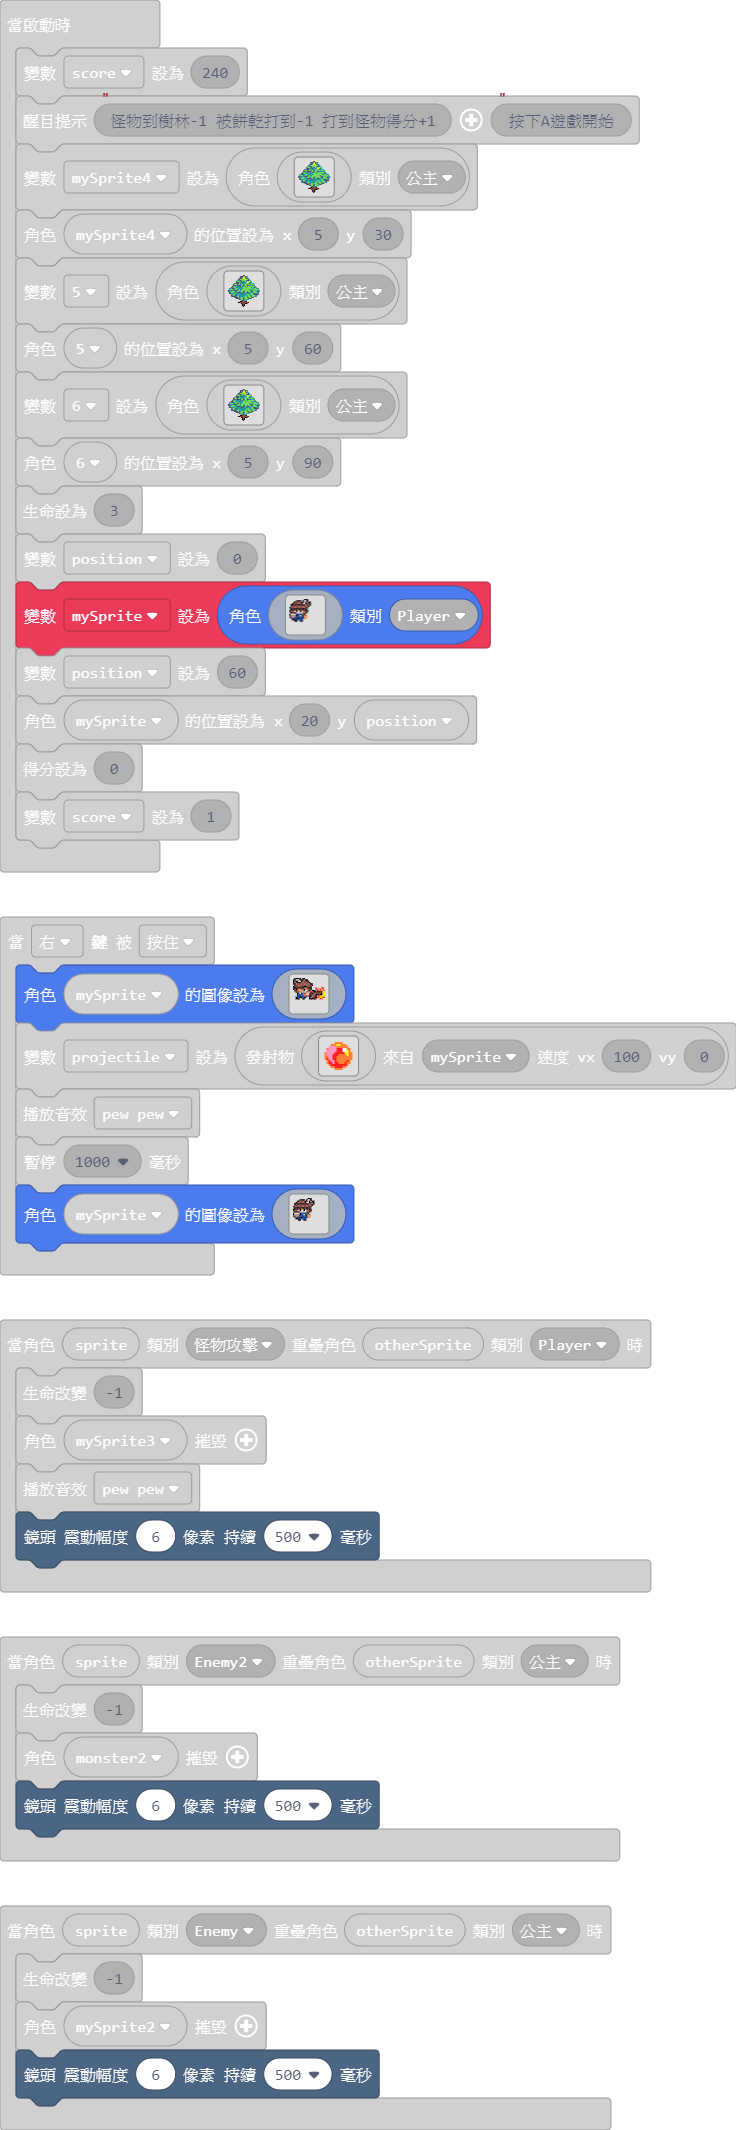 當啟動時
變數 score 設為 240
醒目提示 " 怪物到樹林-1 被餅乾打到-1 打到怪物得分+1 " 按下A遊戲開始
變數 mySprite4 設為 角色 類別 公主
角色 mySprite4 的位置設為 x 5 y 30
變數 5 設為 角色 類別 公主
角色 5 的位置設為 x 5 y 60
變數 6 設為 角色 類別 公主
角色 6 的位置設為 x 5 y 90
生命設為 3
變數 position 設為 0
變數 mySprite 設為 角色 類別 Player
變數 position 設為 60
角色 mySprite 的位置設為 x 20 y position
得分設為 0
變數 score 設為 1
當 右 鍵 被 按住
角色 mySprite 的圖像設為
變數 projectile 設為 發射物 來自 mySprite 速度 vx 100 vy 0
播放音效 pew pew
暫停 1000 毫秒
角色 mySprite 的圖像設為
當角色 sprite 類別 怪物攻擊 重疊角色 otherSprite 類別 Player 時
生命改變 -1
角色 mySprite3 摧毀
播放音效 pew pew
鏡頭 震動幅度 6 像素 持續 500 毫秒
當角色 sprite 類別 Enemy2 重疊角色 otherSprite 類別 公主 時
生命改變 -1
角色 monster2 摧毀
鏡頭 震動幅度 6 像素 持續 500 毫秒
當角色 sprite 類別 Enemy 重疊角色 otherSprite 類別 公主 時
生命改變 -1
角色 mySprite2 摧毀
鏡頭 震動幅度 6 像素 持續 500 毫秒